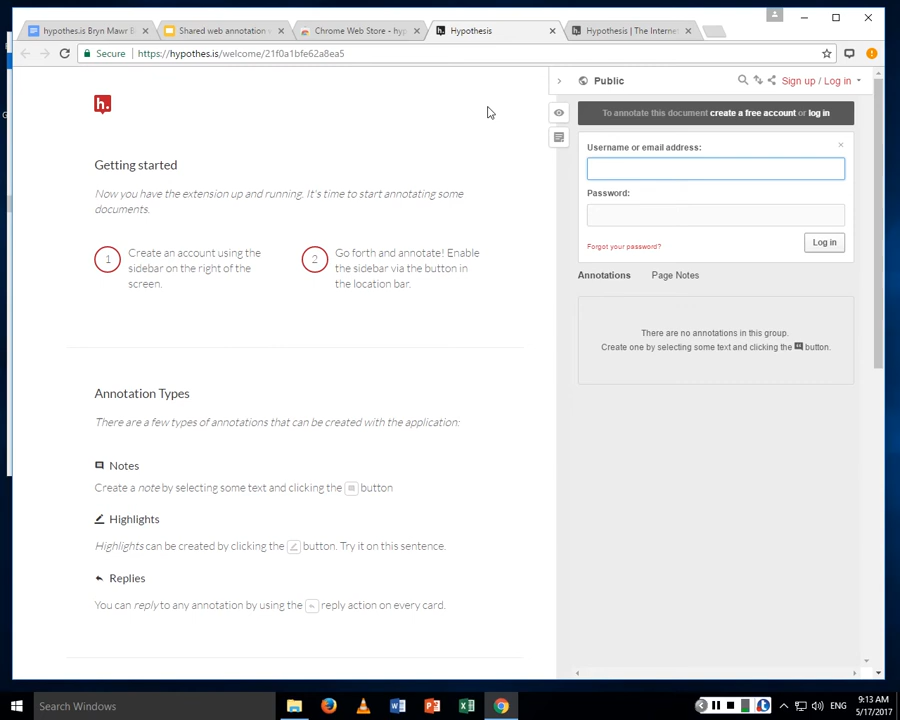 hypothes.is Bryn Mawr B
Shared web annotation
Chrome Web Store - hyp
Hypothesis
Hypothesis | The Interne
Secure
https://hypothes.is/welcome/21f0a1bfe62a8ea5
h.
Public
Sign up / Log in
To annotate this document create a free account or log in
Username or email address:
Password:
Forgot your password?
Log in
Annotations
Page Notes
There are no annotations in this group.
Create one by selecting some text and clicking the button.
Getting started
Now you have the extension up and running. It's time to start annotating some
documents.
1
Create an account using the
sidebar on the right of the
screen.
2
Go forth and annotate! Enable
the sidebar via the button in
the location bar.
Annotation Types
There are a few types of annotations that can be created with the application:
Notes
Create a note by selecting some text and clicking the button
Highlights
Highlights can be created by clicking the button. Try it on this sentence.
Replies
You can reply to any annotation by using the reply action on every card.
Search Windows
ENG
9:13 AM
5/17/2017